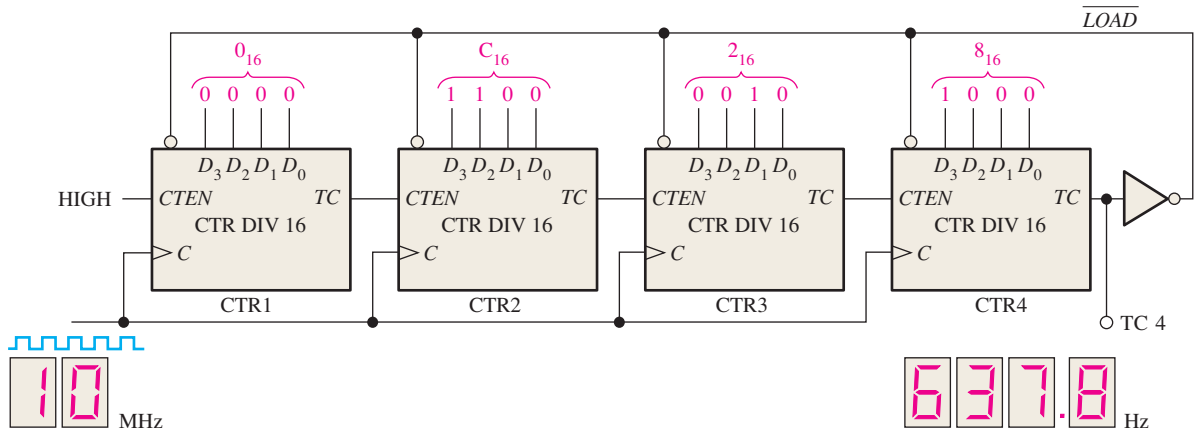 LOAD
0₁₆ C₁₆ 2₁₆ 8₁₆
0 0 0 0 1 1 0 0 0 0 1 0 1 0 0 0
D₃ D₂ D₁ D₀ D₃ D₂ D₁ D₀ D₃ D₂ D₁ D₀ D₃ D₂ D₁ D₀
HIGH CTEN TC CTEN TC CTEN TC CTEN TC
CTR DIV 16 CTR DIV 16 CTR DIV 16 CTR DIV 16
C C C C
CTR1 CTR2 CTR3 CTR4
TC 4
10 MHz 637.8 Hz